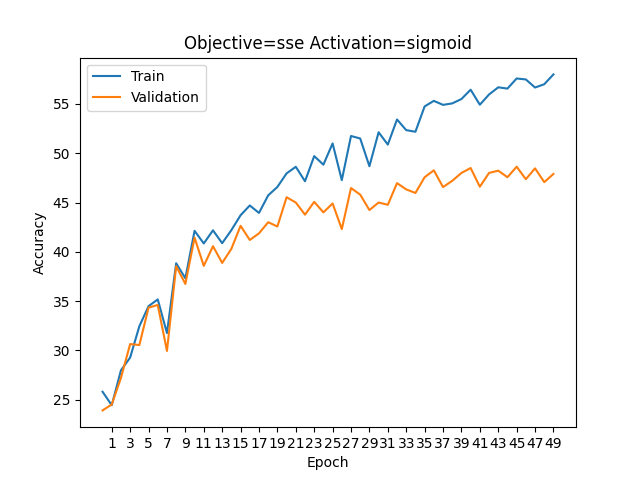 Objective=sse Activation=sigmoid
Train
Validation
55
50
45
40
35
30
25
Accuracy
1 3 5 7 9 11 13 15 17 19 21 23 25 27 29 31 33 35 37 39 41 43 45 47 49
Epoch